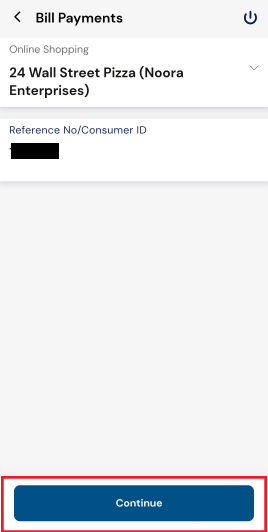 Bill Payments
Online Shopping
24 Wall Street Pizza (Noora
Enterprises)
Reference No/Consumer ID
Continue